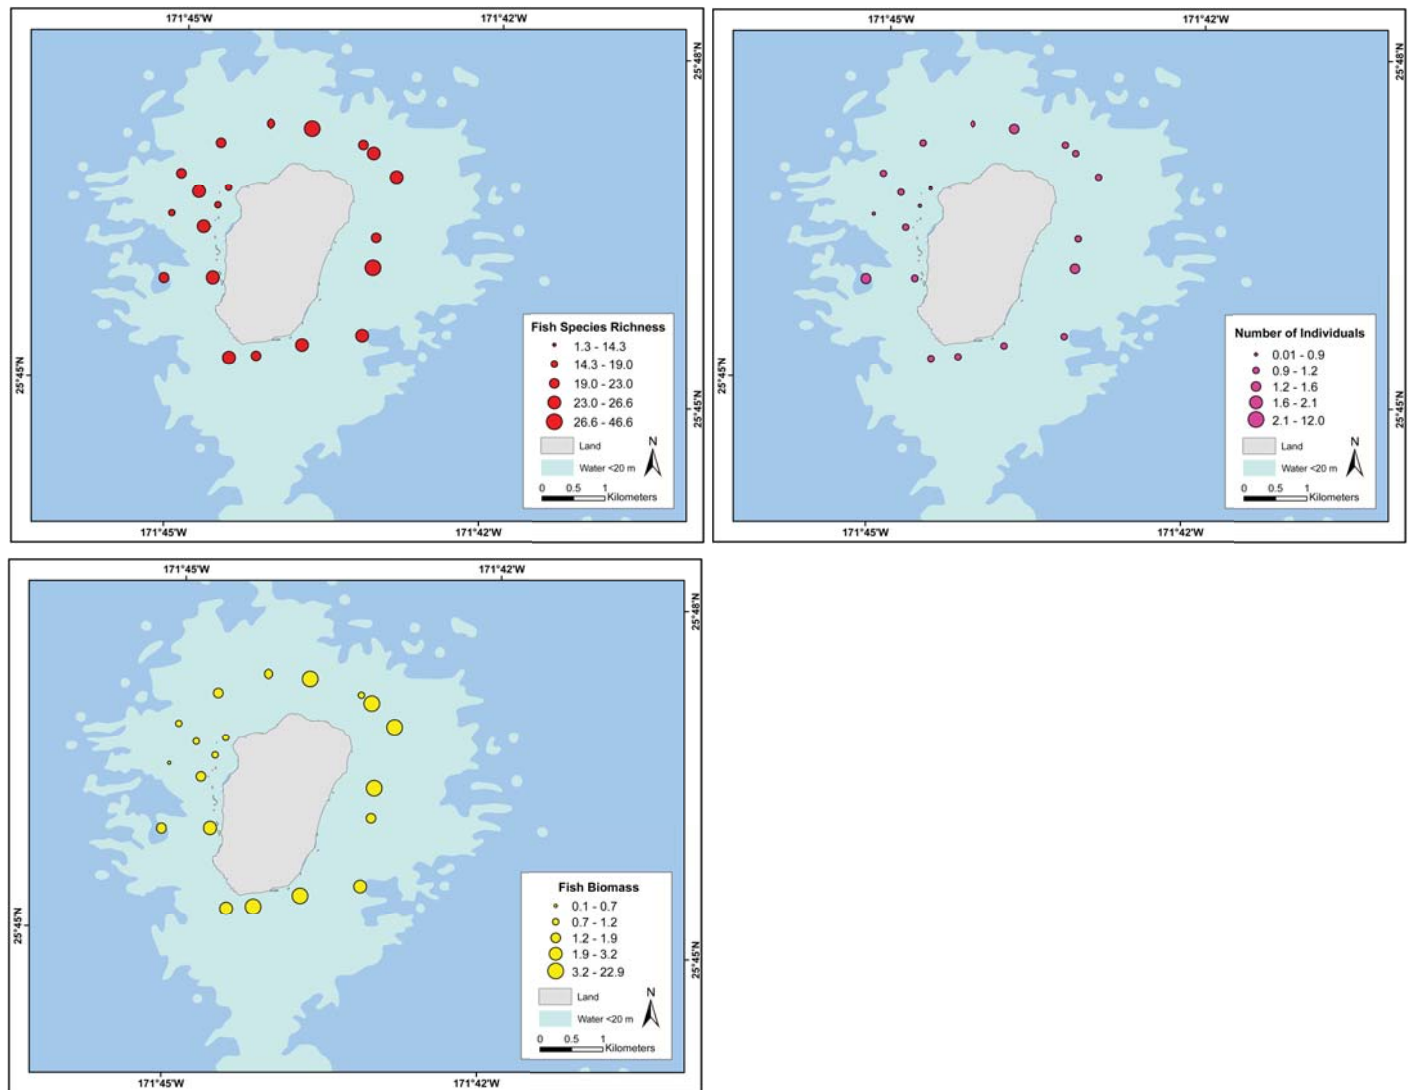 171°45'W 171°42'W
25°48'N
25°45'N
25°45'N
Fish Species Richness
1.3 - 14.3
14.3 - 19.0
19.0 - 23.0
23.0 - 26.6
26.6 - 46.6
Land
N
Water <20 m
0 0.5 1
Kilometers
171°45'W 171°42'W
171°45'W 171°42'W
25°48'N
25°45'N
25°45'N
Number of Individuals
0.01 - 0.9
0.9 - 1.2
1.2 - 1.6
1.6 - 2.1
2.1 - 12.0
Land
N
Water <20 m
0 0.5 1
Kilometers
171°45'W 171°42'W
171°45'W 171°42'W
25°48'N
25°45'N
25°45'N
Fish Biomass
0.1 - 0.7
0.7 - 1.2
1.2 - 1.9
1.9 - 3.2
3.2 - 22.9
Land
N
Water <20 m
0 0.5 1
Kilometers
171°45'W 171°42'W